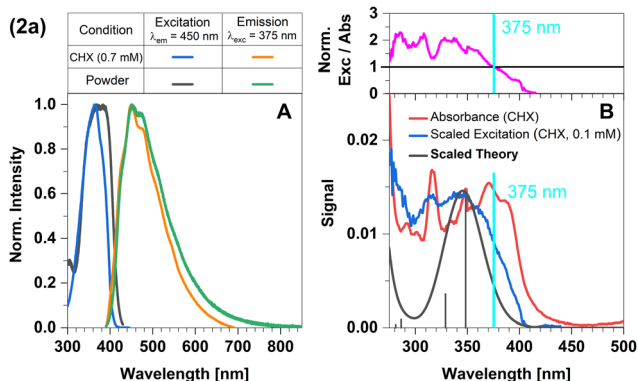 (2a)
Condition Excitation Emission
λem = 450 nm λexc = 375 nm
CHX (0.7 mM)
Powder
A
1.0
0.8
0.6
0.4
0.2
0.0
Norm. Intensity
300 400 500 600 700 800
Wavelength [nm]
375 nm
3
2
1
0
Norm.
Exc / Abs
B
Absorbance (CHX)
Scaled Excitation (CHX, 0.1 mM)
Scaled Theory
375 nm
0.02
0.01
0.00
Signal
300 350 400 450 500
Wavelength [nm]